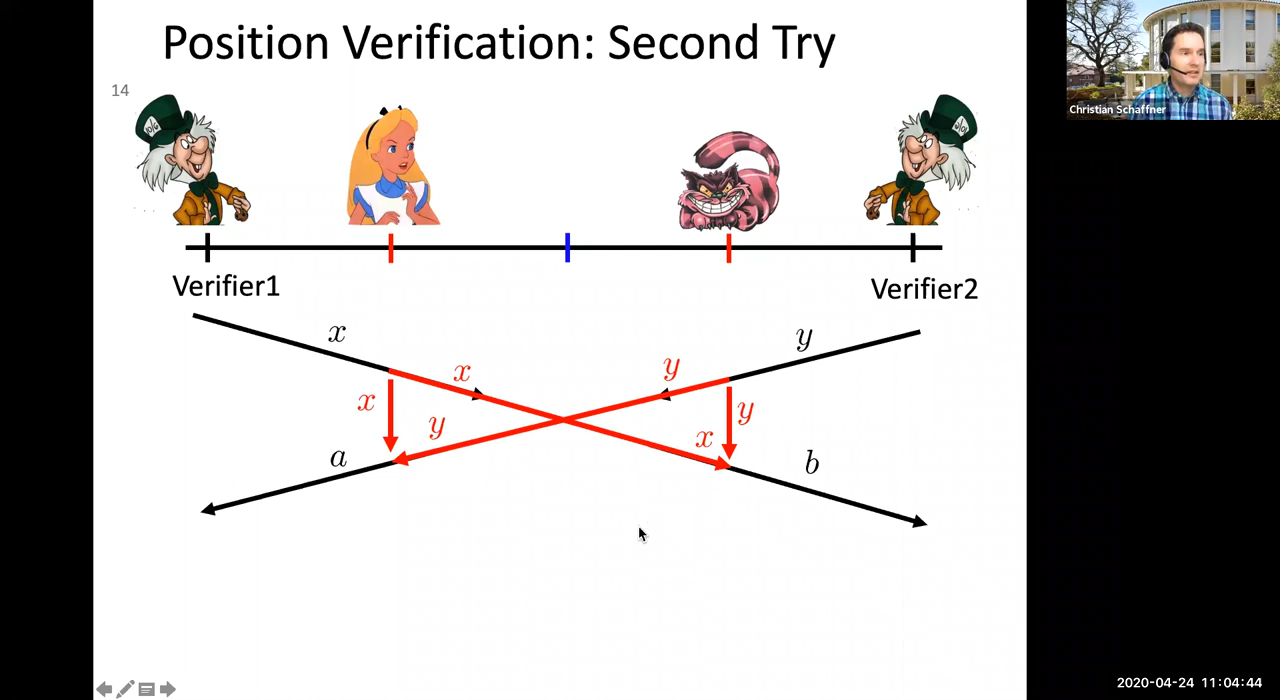 Position Verification: Second Try
14
Christian Schaffner
Verifier1
Verifier2
x
y
x
y
x
y
y
x
a
b
2020-04-24 11:04:44